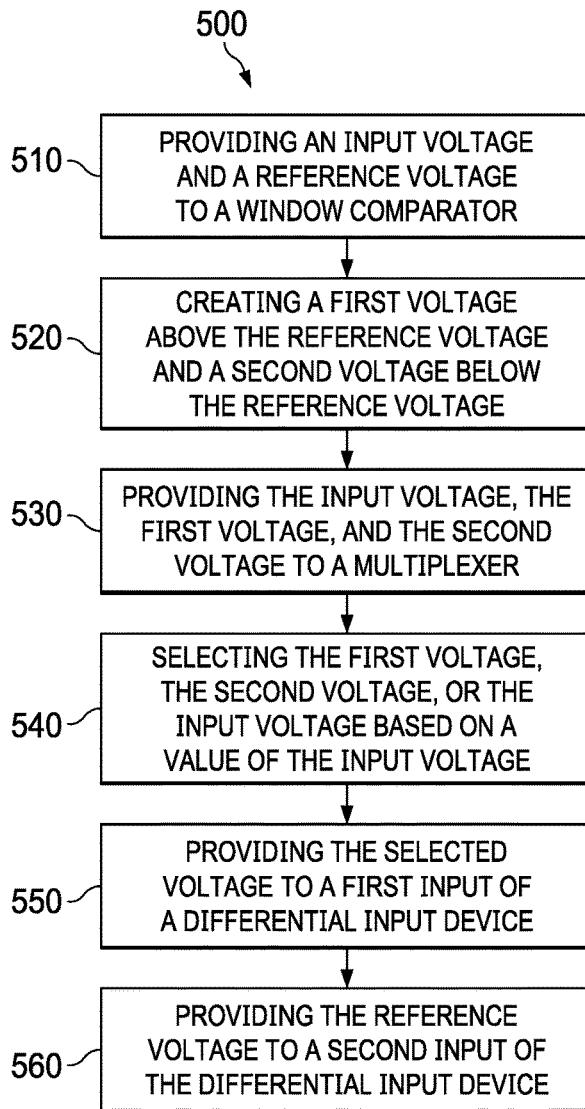 500
510
PROVIDING AN INPUT VOLTAGE
AND A REFERENCE VOLTAGE
TO A WINDOW COMPARATOR
520
CREATING A FIRST VOLTAGE
ABOVE THE REFERENCE VOLTAGE
AND A SECOND VOLTAGE BELOW
THE REFERENCE VOLTAGE
530
PROVIDING THE INPUT VOLTAGE, THE
FIRST VOLTAGE, AND THE SECOND
VOLTAGE TO A MULTIPLEXER
540
SELECTING THE FIRST VOLTAGE,
THE SECOND VOLTAGE, OR THE
INPUT VOLTAGE BASED ON A
VALUE OF THE INPUT VOLTAGE
550
PROVIDING THE SELECTED
VOLTAGE TO A FIRST INPUT OF
A DIFFERENTIAL INPUT DEVICE
560
PROVIDING THE REFERENCE
VOLTAGE TO A SECOND INPUT OF
THE DIFFERENTIAL INPUT DEVICE